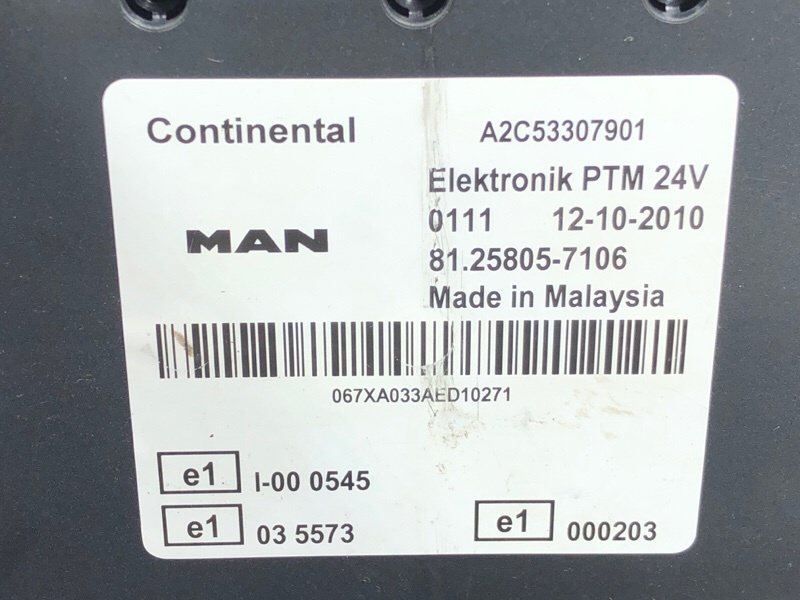 Continental A2C53307901
Elektronik PTM 24V
0111 12-10-2010
MAN
81.25805-7106
Made in Malaysia
067XA033AED10271
e1 I-00 0545
e1 03 5573
e1 000203